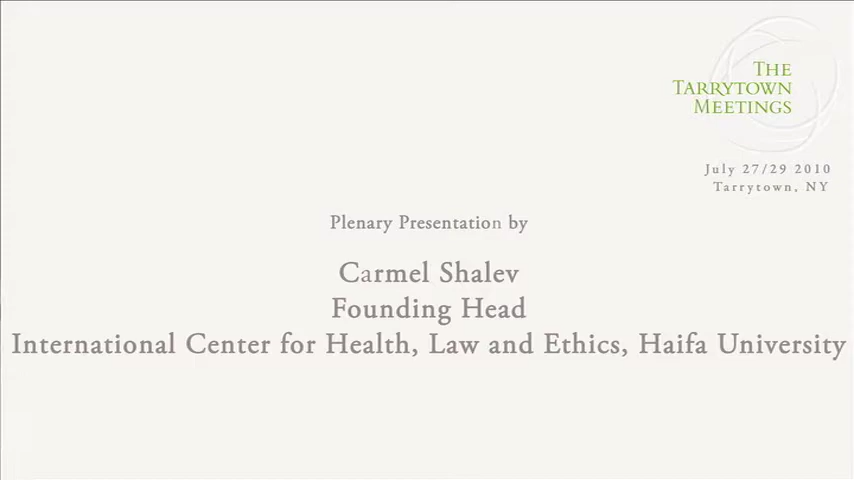 THE
TARRYTOWN
MEETINGS
July 27/29 2010
Tarrytown, NY
Plenary Presentation by
Carmel Shalev
Founding Head
International Center for Health, Law and Ethics, Haifa University